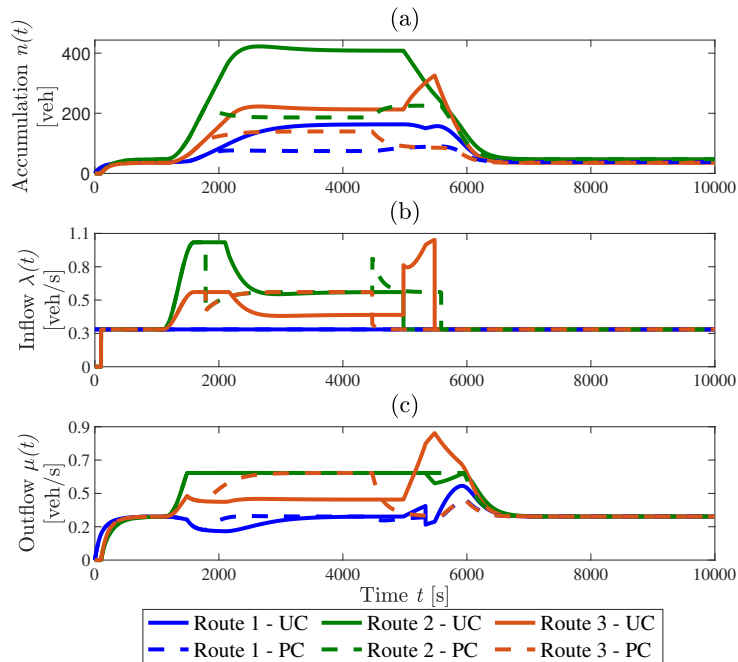 (a)
Accumulation n(t)
[veh]
400
200
0
0 2000 4000 6000 8000 10000
(b)
Inflow λ(t)
[veh/s]
1.1
0.8
0.5
0.3
0
0 2000 4000 6000 8000 10000
(c)
Outflow μ(t)
[veh/s]
0.9
0.7
0.5
0.2
0
0 2000 4000 6000 8000 10000
Time t [s]
Route 1 - UC Route 2 - UC Route 3 - UC
Route 1 - PC Route 2 - PC Route 3 - PC